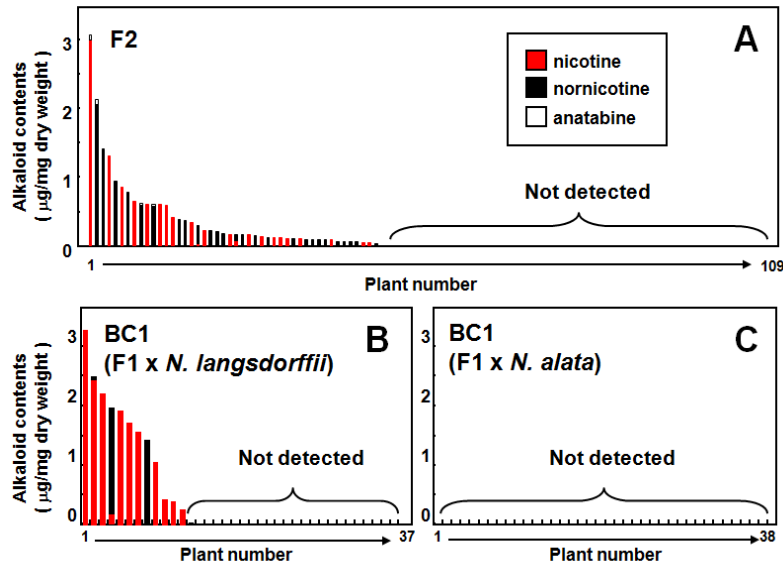 F2
A
nicotine
nornicotine
anatabine
Alkaloid contents
( μg/mg dry weight )
3
2
1
0
Not detected
1
109
Plant number
BC1
(F1 x N. langsdorffii)
B
Alkaloid contents
( μg/mg dry weight )
3
2
1
0
Not detected
1
37
Plant number
BC1
(F1 x N. alata)
C
3
2
1
0
Not detected
1
38
Plant number